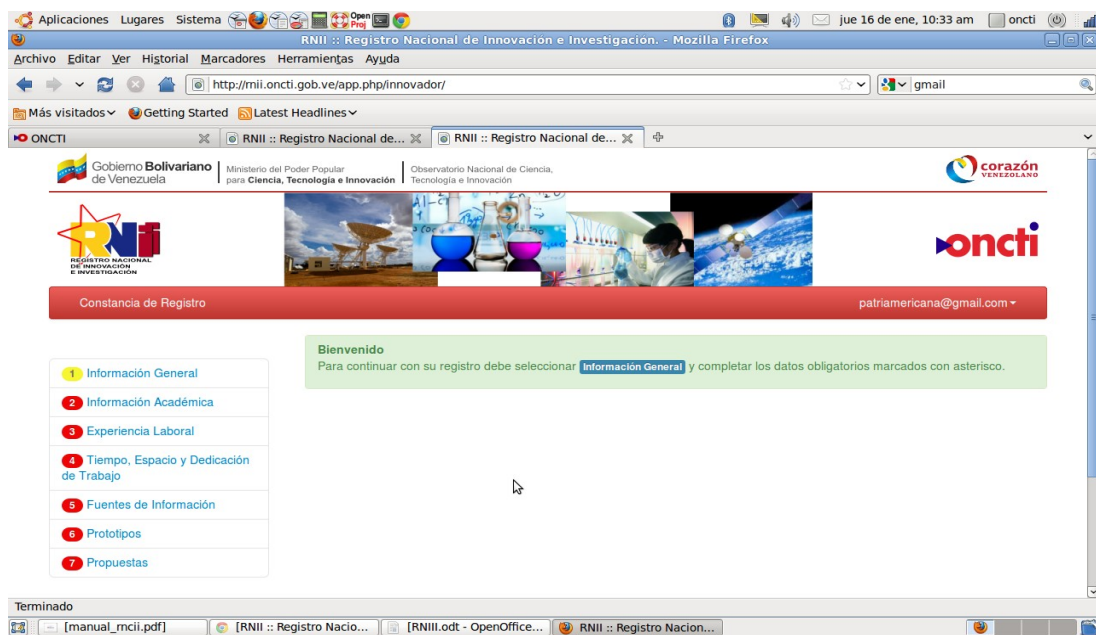 Aplicaciones Lugares Sistema Open Proj jue 16 de ene, 10:33 am oncti
RNII :: Registro Nacional de Innovación e Investigación. - Mozilla Firefox
Archivo Editar Ver Historial Marcadores Herramientas Ayuda
http://rnii.oncti.gob.ve/app.php/innovador/ gmail
Más visitados Getting Started Latest Headlines
ONCTI RNII :: Registro Nacional de... RNII :: Registro Nacional de...
Gobierno Bolivariano Ministerio del Poder Popular Observatorio Nacional de Ciencia, corazón
de Venezuela para Ciencia, Tecnología e Innovación Tecnología e Innovación VENEZOLANO
RNII
REGISTRO NACIONAL
DE INNOVACIÓN
E INVESTIGACIÓN
oncti
Constancia de Registro patriamericana@gmail.com
Bienvenido
Para continuar con su registro debe seleccionar Información General y completar los datos obligatorios marcados con asterisco.
1 Información General
2 Información Académica
3 Experiencia Laboral
4 Tiempo, Espacio y Dedicación
de Trabajo
5 Fuentes de Información
6 Prototipos
7 Propuestas
Terminado
[manual_rncii.pdf] [RNII :: Registro Nacio... [RNIII.odt - OpenOffice... RNII :: Registro Nacion...